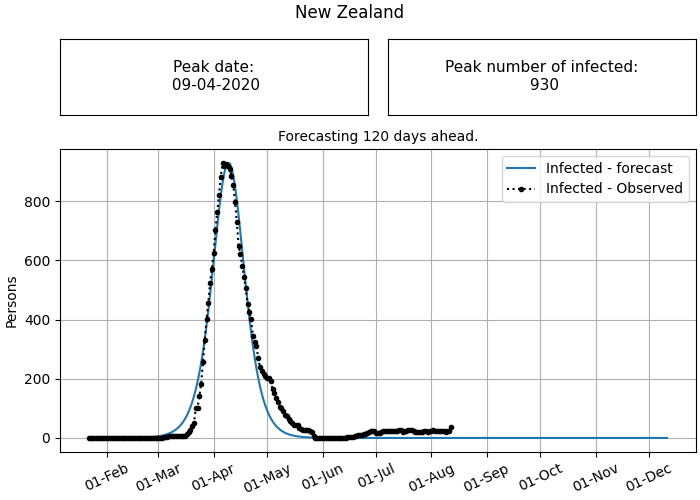 New Zealand
Peak date:
09-04-2020
Peak number of infected:
930
Forecasting 120 days ahead.
Infected - forecast
Infected - Observed
Persons
800
600
400
200
0
01-Feb
01-Mar
01-Apr
01-May
01-Jun
01-Jul
01-Aug
01-Sep
01-Oct
01-Nov
01-Dec